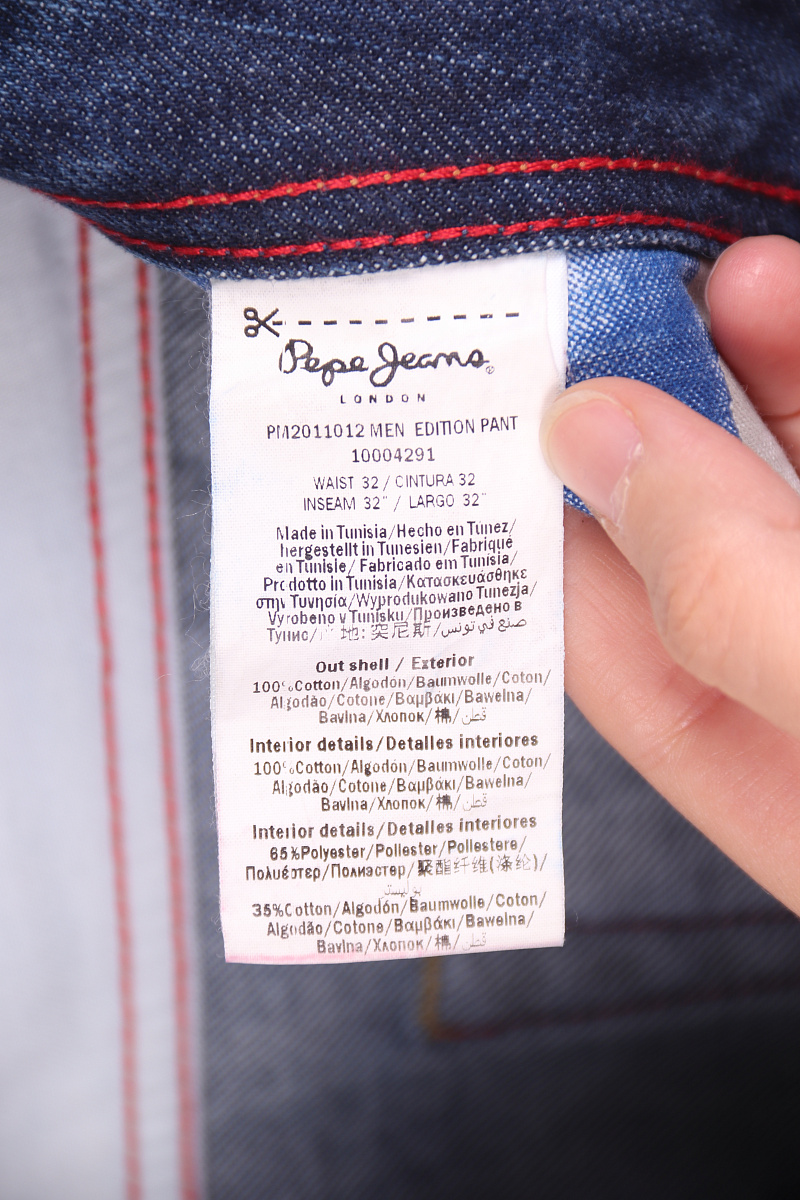 Pepe Jeans®
LONDON
PM2011012 MEN EDITION PANT
10004291
WAIST 32 / CINTURA 32
INSEAM 32" / LARGO 32"
Made in Tunisia/Hecho en Tunez/
hergestellt in Tunesien/Fabriqué
en Tunisie/Fabricado em Tunísia/
Prodotto in Tunisia/Κατασκευάσθηκε
στην Τυνησία/Wyprodukowano Tunezja/
Vyrobeno v Tunisku/Произведено в
Тунис/ 地: 突尼斯/صنع في تونس
Out shell / Exterior
100%Cotton/Algodón/Baumwolle/Coton/
Algodão/Cotone/Βαμβάκι/Bawełna/
Bavlna/Хлопок/棉/قطن
Interior details/Detalles interiores
100%Cotton/Algodón/Baumwolle/Coton/
Algodão/Cotone/Βαμβάκι/Bawełna/
Bavlna/Хлопок/棉/قطن
Interior details/Detalles interiores
65%Polyester/Poliester/Poliestere/
Πολυέστερ/Полиэстер/聚酯纤维(涤纶)/
بوليستر
35%Cotton/Algodón/Baumwolle/Coton/
Algodão/Cotone/Βαμβάκι/Bawełna/
Bavlna/Хлопок/棉/قطن